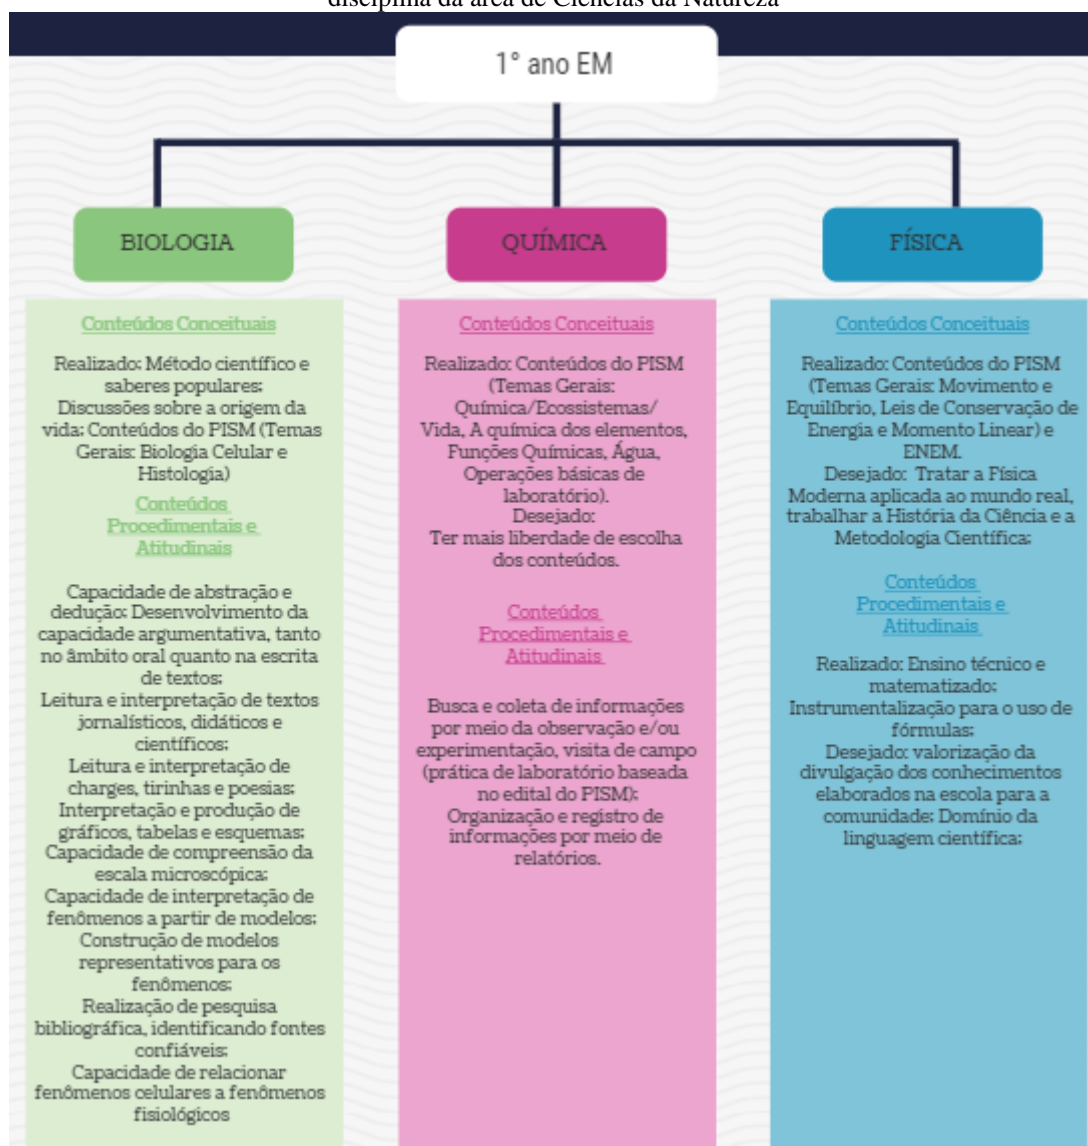 disciplina da área de Ciências da Natureza
1° ano EM
BIOLOGIA
Conteúdos Conceituais
Realizado: Método científico e
saberes populares;
Discussões sobre a origem da
vida; Conteúdos do PISM (Temas
Gerais: Biologia Celular e
Histologia)
Conteúdos
Procedimentais e
Atitudinais
Capacidade de abstração e
dedução; Desenvolvimento da
capacidade argumentativa, tanto
no âmbito oral quanto na escrita
de textos;
Leitura e interpretação de textos
jornalísticos, didáticos e
científicos;
Leitura e interpretação de
charges, tirinhas e poesias;
Interpretação e produção de
gráficos, tabelas e esquemas;
Capacidade de compreensão da
escala microscópica;
Capacidade de interpretação de
fenômenos a partir de modelos;
Construção de modelos
representativos para os
fenômenos;
Realização de pesquisa
bibliográfica, identificando fontes
confiáveis;
Capacidade de relacionar
fenômenos celulares a fenômenos
fisiológicos
QUÍMICA
Conteúdos Conceituais
Realizado: Conteúdos do PISM
(Temas Gerais:
Química/Ecossistemas/
Vida, A química dos elementos,
Funções Químicas, Água,
Operações básicas de
laboratório).
Desejado:
Ter mais liberdade de escolha
dos conteúdos.
Conteúdos
Procedimentais e
Atitudinais
Busca e coleta de informações
por meio da observação e/ou
experimentação, visita de campo
(prática de laboratório baseada
no edital do PISM);
Organização e registro de
informações por meio de
relatórios.
FÍSICA
Conteúdos Conceituais
Realizado: Conteúdos do PISM
(Temas Gerais: Movimento e
Equilíbrio, Leis de Conservação de
Energia e Momento Linear) e
ENEM.
Desejado: Tratar a Física
Moderna aplicada ao mundo real,
trabalhar a História da Ciência e a
Metodologia Científica;
Conteúdos
Procedimentais e
Atitudinais
Realizado: Ensino técnico e
matematizado;
Instrumentalização para o uso de
fórmulas;
Desejado: valorização da
divulgação dos conhecimentos
elaborados na escola para a
comunidade; Domínio da
linguagem científica;